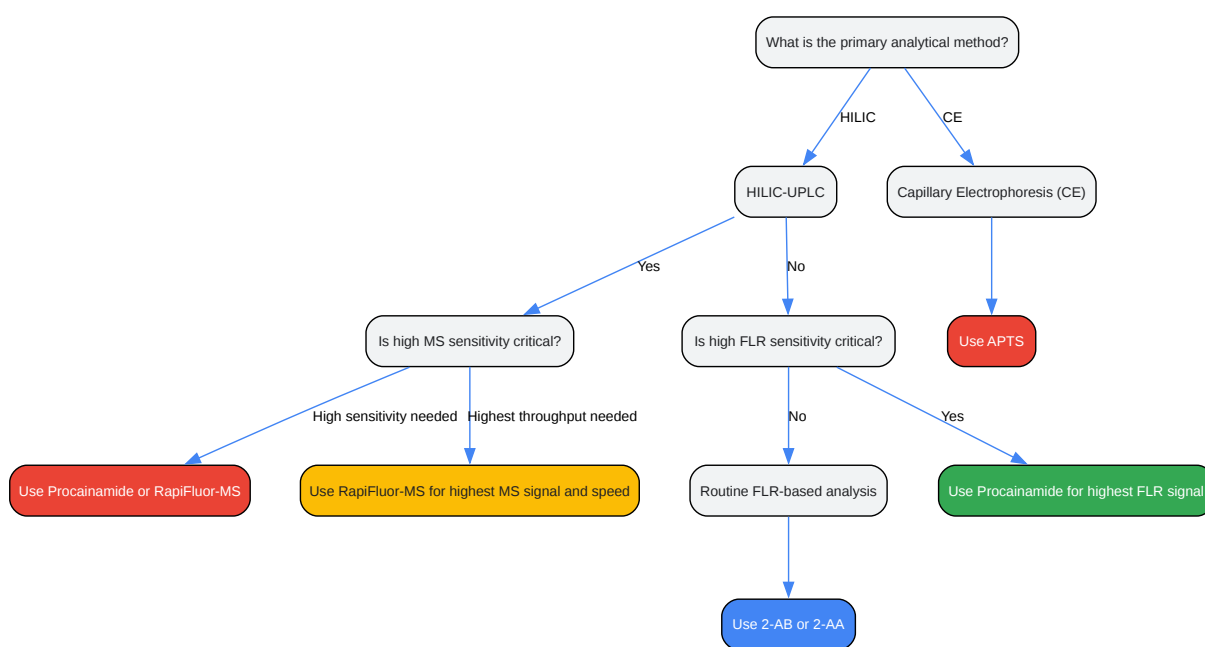 What is the primary analytical method?
HILIC
CE
HILIC-UPLC
Capillary Electrophoresis (CE)
Yes
No
Is high MS sensitivity critical?
Is high FLR sensitivity critical?
Use APTS
High sensitivity needed
Highest throughput needed
No
Yes
Use Procainamide or RapiFluor-MS
Use RapiFluor-MS for highest MS signal and speed
Routine FLR-based analysis
Use Procainamide for highest FLR signal
Use 2-AB or 2-AA